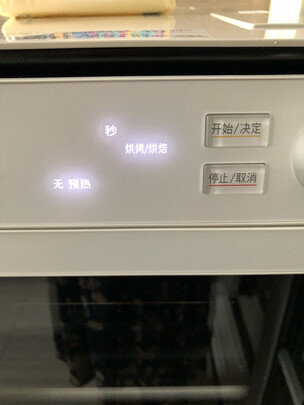 秒
开始/决定
烘烤/烘焙
无 预热
停止/取消